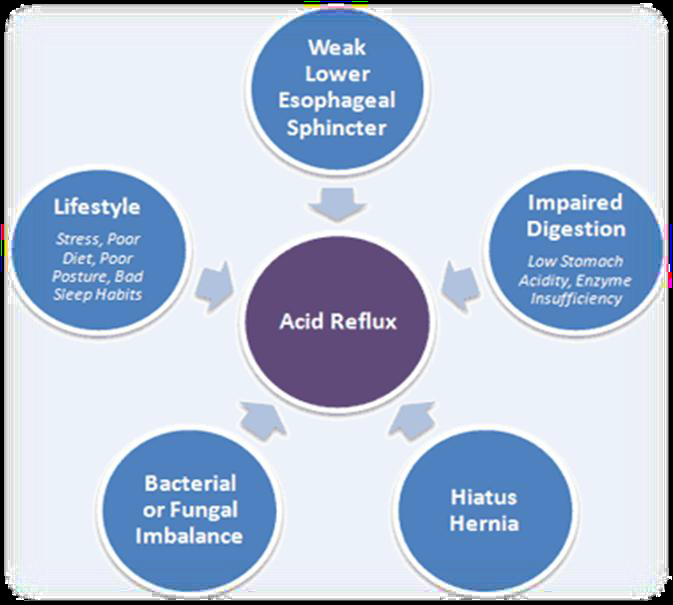 Weak
Lower
Esophageal
Sphincter
Lifestyle
Stress, Poor
Diet, Poor
Posture, Bad
Sleep Habits
Impaired
Digestion
Low Stomach
Acidity, Enzyme
Insufficiency
Acid Reflux
Bacterial
or Fungal
Imbalance
Hiatus
Hernia